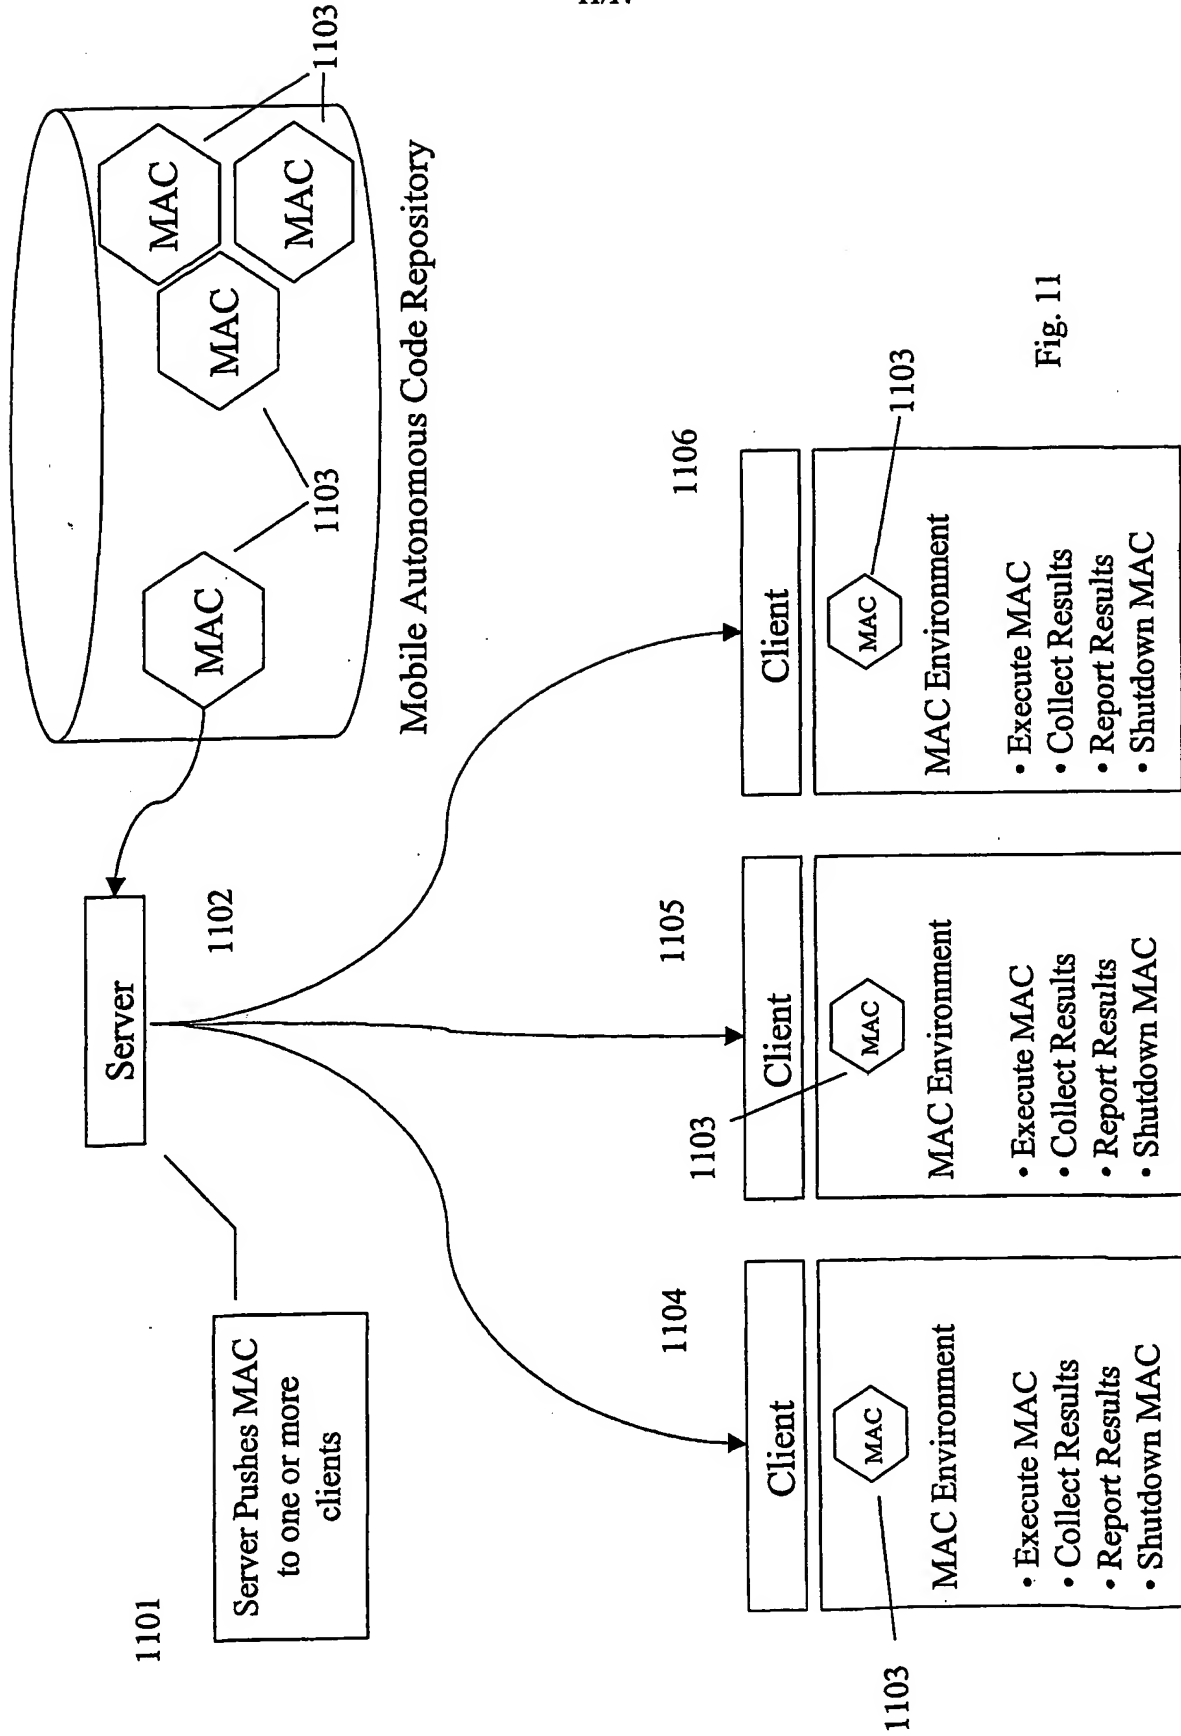 1101
Server Pushes MAC
to one or more
clients
Server
1102
MAC
MAC
MAC
MAC
1103
1103
Mobile Autonomous Code Repository
1104
Client
1103
MAC
MAC Environment
• Execute MAC
• Collect Results
• Report Results
• Shutdown MAC
1105
Client
1103
MAC
MAC Environment
• Execute MAC
• Collect Results
• Report Results
• Shutdown MAC
1106
Client
1103
MAC
MAC Environment
• Execute MAC
• Collect Results
• Report Results
• Shutdown MAC
Fig. 11